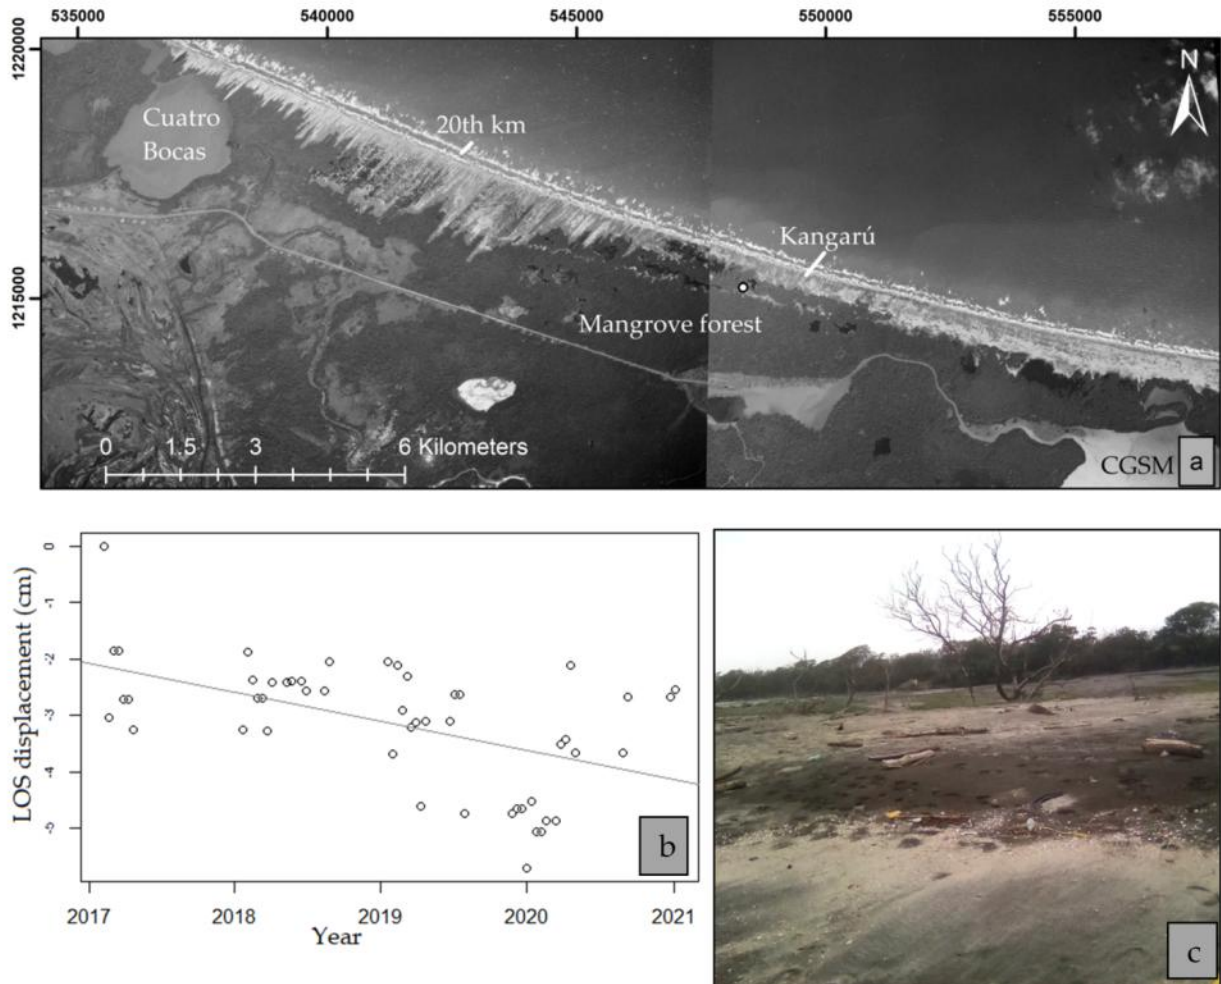 535000 540000 545000 550000 555000
1220000
N
Cuatro
Bocas
20th km
Kangarú
1215000
Mangrove forest
0 1.5 3 6 Kilometers
CGSM a
0
-1
-2
-3
-4
-5
LOS displacement (cm)
b
2017 2018 2019 2020 2021
Year
c